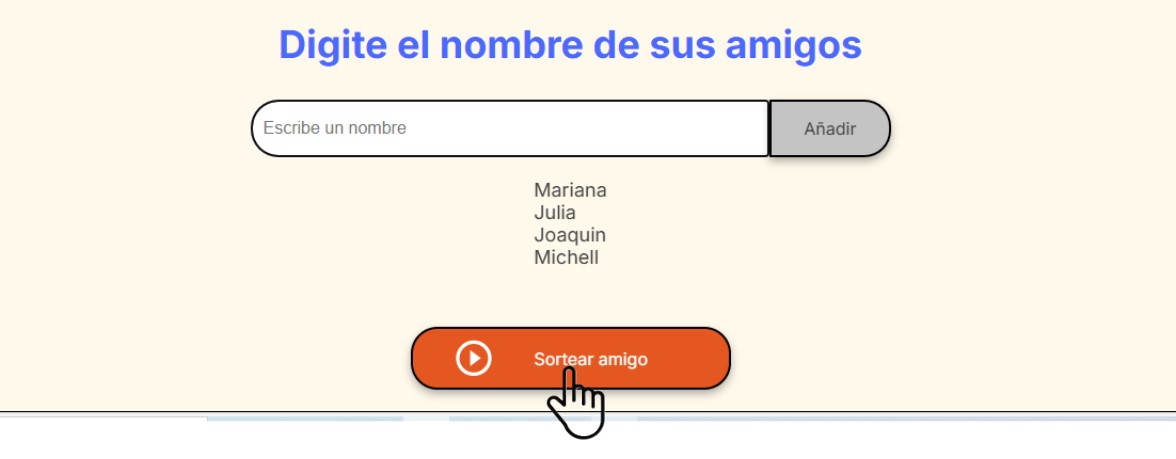 Digite el nombre de sus amigos
Escribe un nombre
Añadir
Mariana
Julia
Joaquin
Michell
Sortear amigo